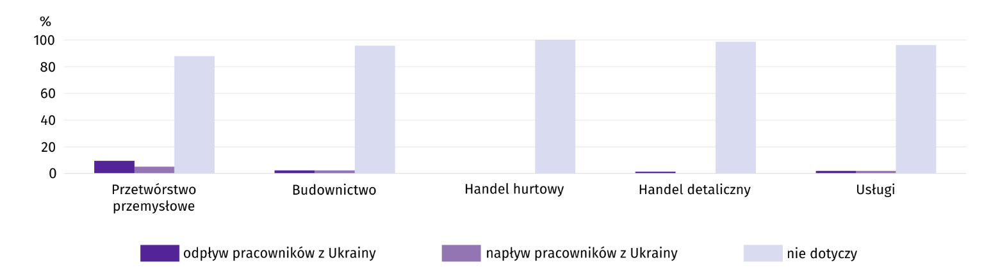 %
100
80
60
40
20
0
Przetwórstwo
przemysłowe
Budownictwo
Handel hurtowy
Handel detaliczny
Usługi
odpływ pracowników z Ukrainy
napływ pracowników z Ukrainy
nie dotyczy